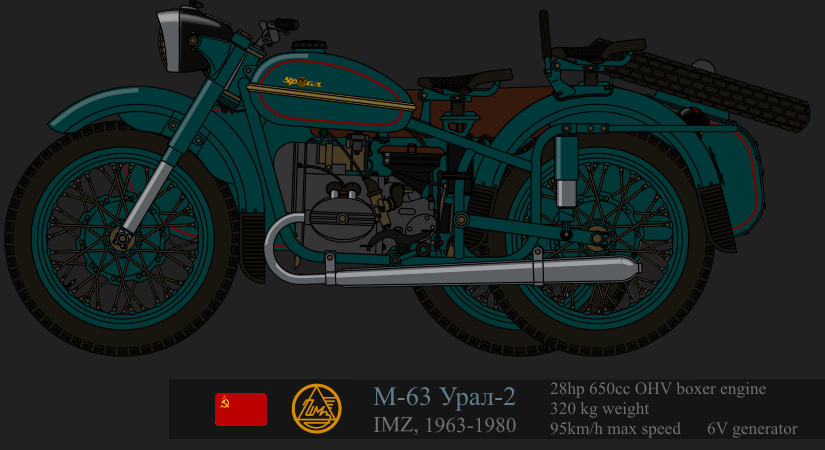 Урал
М-63 Урал-2
IMZ, 1963-1980
28hp 650cc OHV boxer engine
320 kg weight
95km/h max speed 6V generator